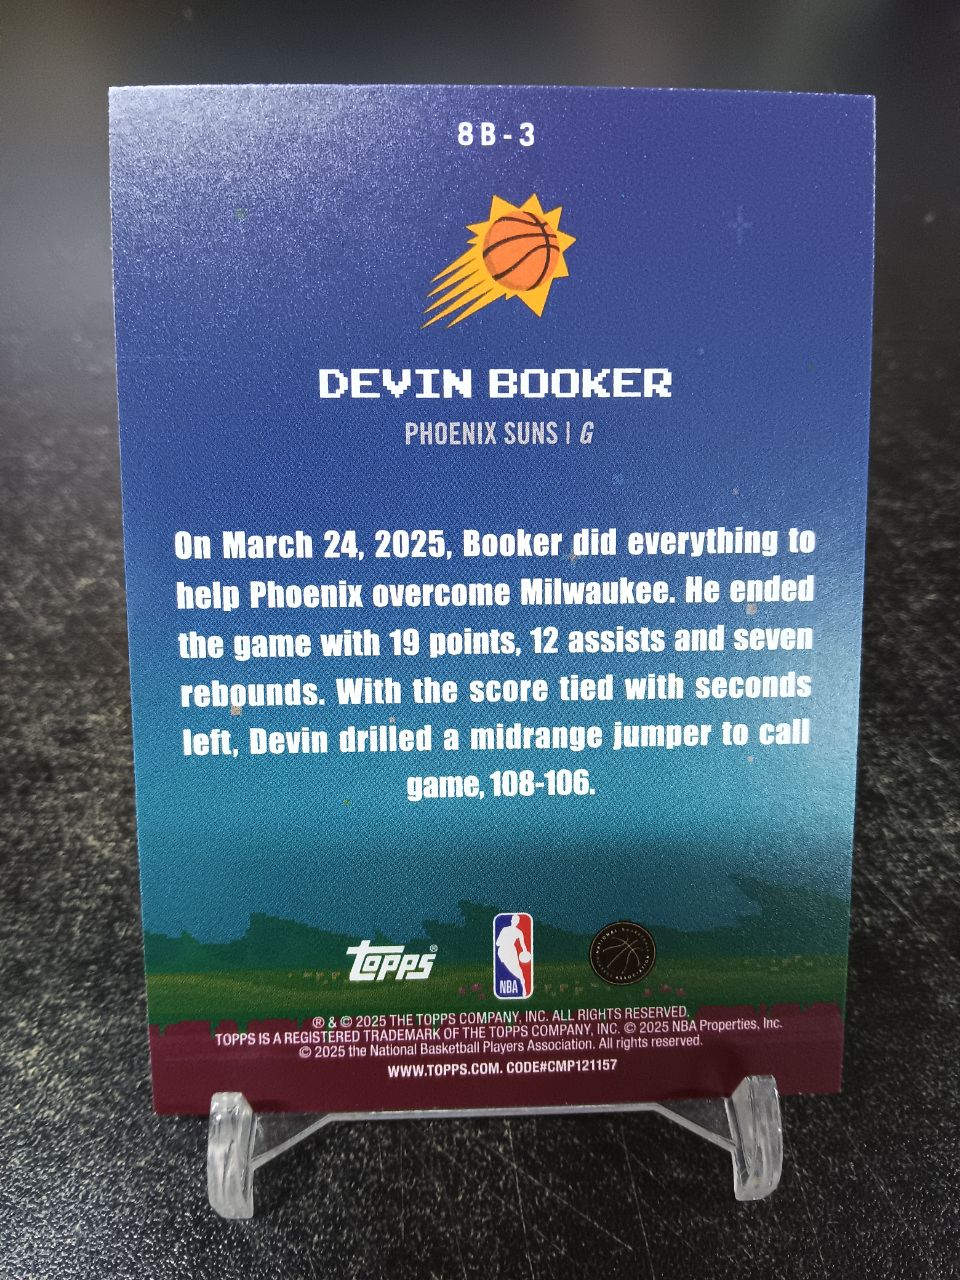 8B-3
DEVIN BOOKER
PHOENIX SUNS | G
On March 24, 2025, Booker did everything to
help Phoenix overcome Milwaukee. He ended
the game with 19 points, 12 assists and seven
rebounds. With the score tied with seconds
left, Devin drilled a midrange jumper to call
game, 108-106.
Topps®
NBA
® & © 2025 THE TOPPS COMPANY, INC. ALL RIGHTS RESERVED.
TOPPS IS A REGISTERED TRADEMARK OF THE TOPPS COMPANY, INC. © 2025 NBA Properties, Inc.
© 2025 the National Basketball Players Association. All rights reserved.
WWW.TOPPS.COM. CODE#CMP121157